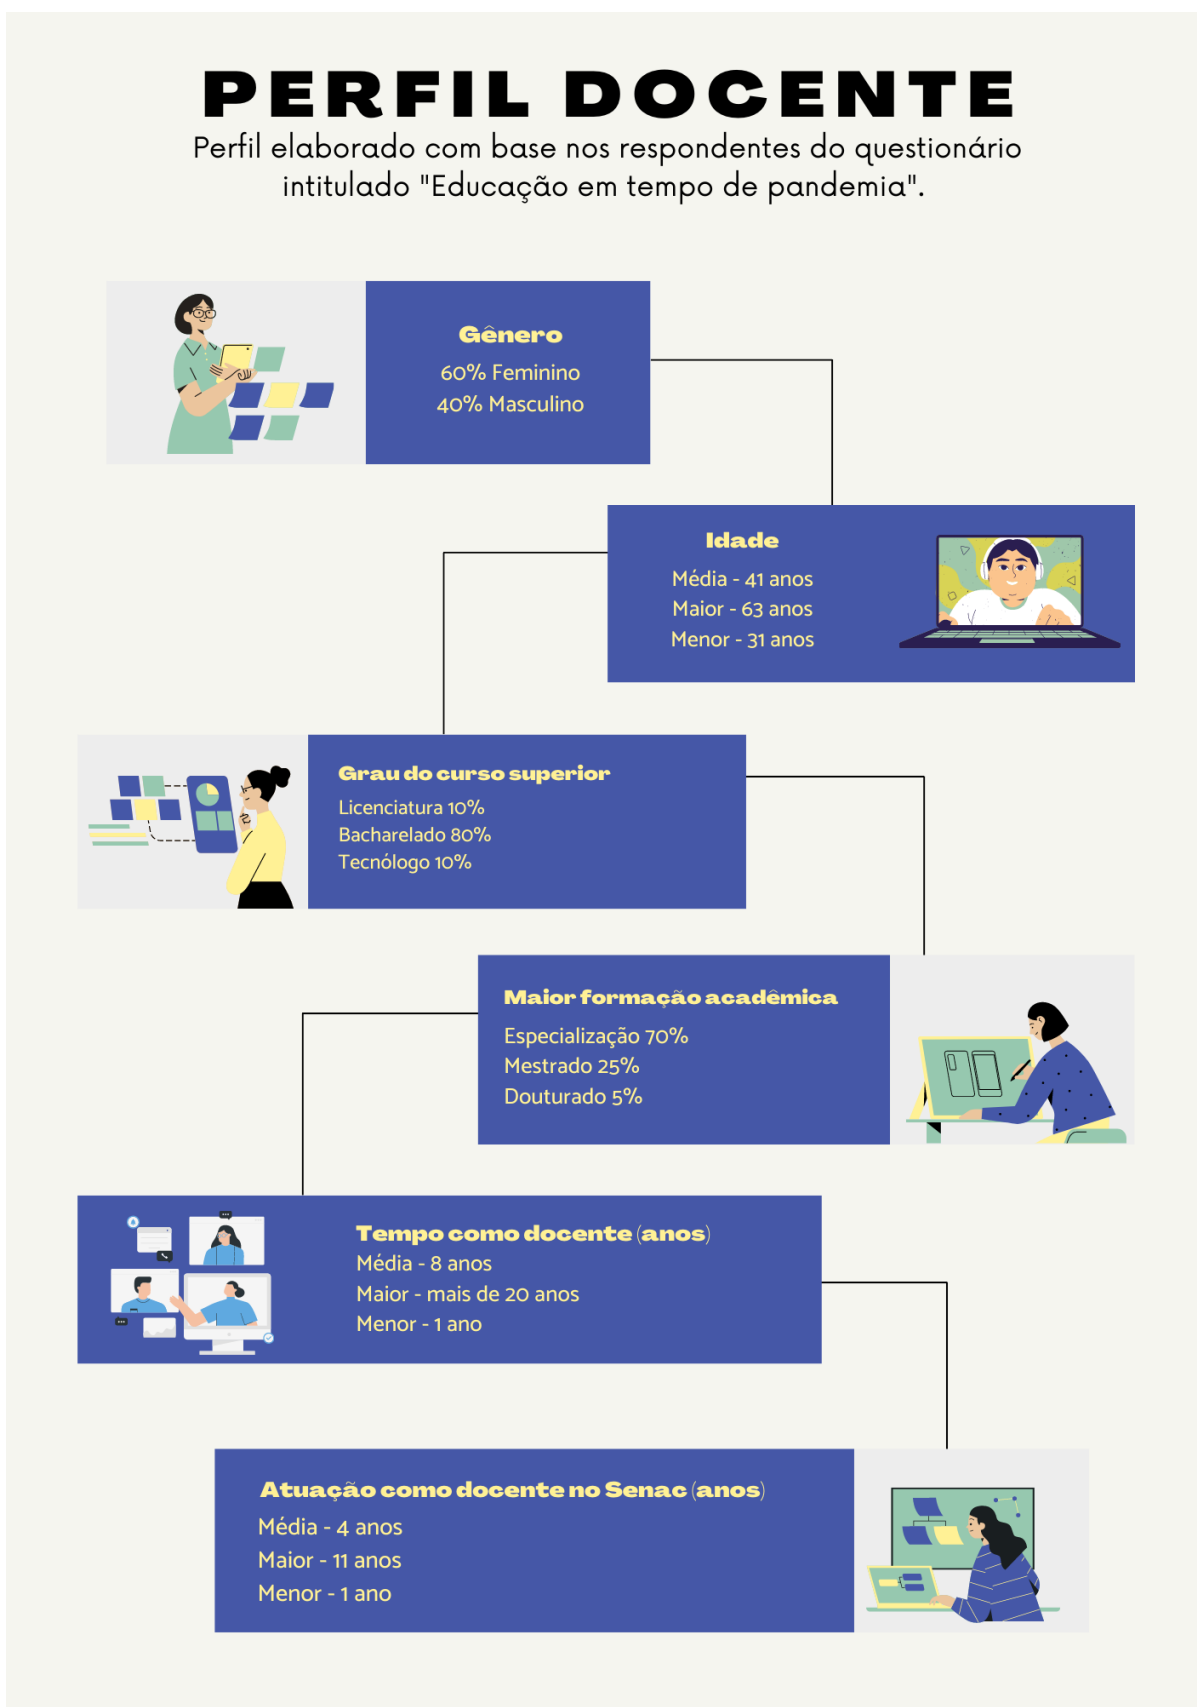 PERFIL DOCENTE
Perfil elaborado com base nos respondentes do questionário
intitulado "Educação em tempo de pandemia".
Gênero
60% Feminino
40% Masculino
Idade
Média - 41 anos
Maior - 63 anos
Menor - 31 anos
Grau do curso superior
Licenciatura 10%
Bacharelado 80%
Tecnólogo 10%
Maior formação acadêmica
Especialização 70%
Mestrado 25%
Douturado 5%
Tempo como docente (anos)
Média - 8 anos
Maior - mais de 20 anos
Menor - 1 ano
Atuação como docente no Senac (anos)
Média - 4 anos
Maior - 11 anos
Menor - 1 ano